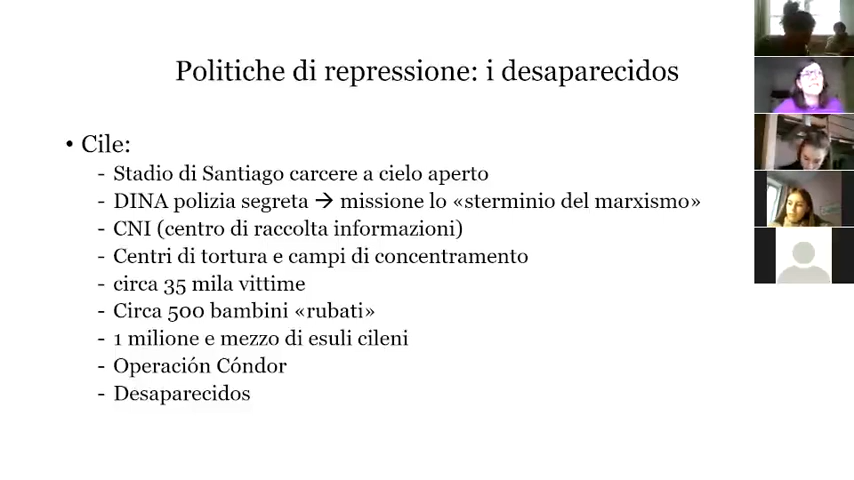 Politiche di repressione: i desaparecidos
• Cile:
- Stadio di Santiago carcere a cielo aperto
- DINA polizia segreta → missione lo «sterminio del marxismo»
- CNI (centro di raccolta informazioni)
- Centri di tortura e campi di concentramento
- circa 35 mila vittime
- Circa 500 bambini «rubati»
- 1 milione e mezzo di esuli cileni
- Operación Cóndor
- Desaparecidos